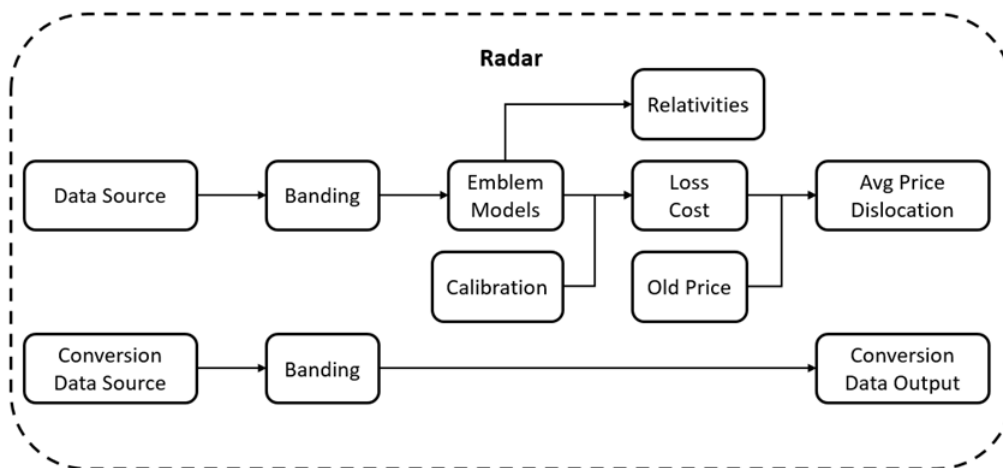 Radar
Relativities
Data Source
Banding
Emblem
Models
Loss
Cost
Avg Price
Dislocation
Calibration
Old Price
Conversion
Data Source
Banding
Conversion
Data Output